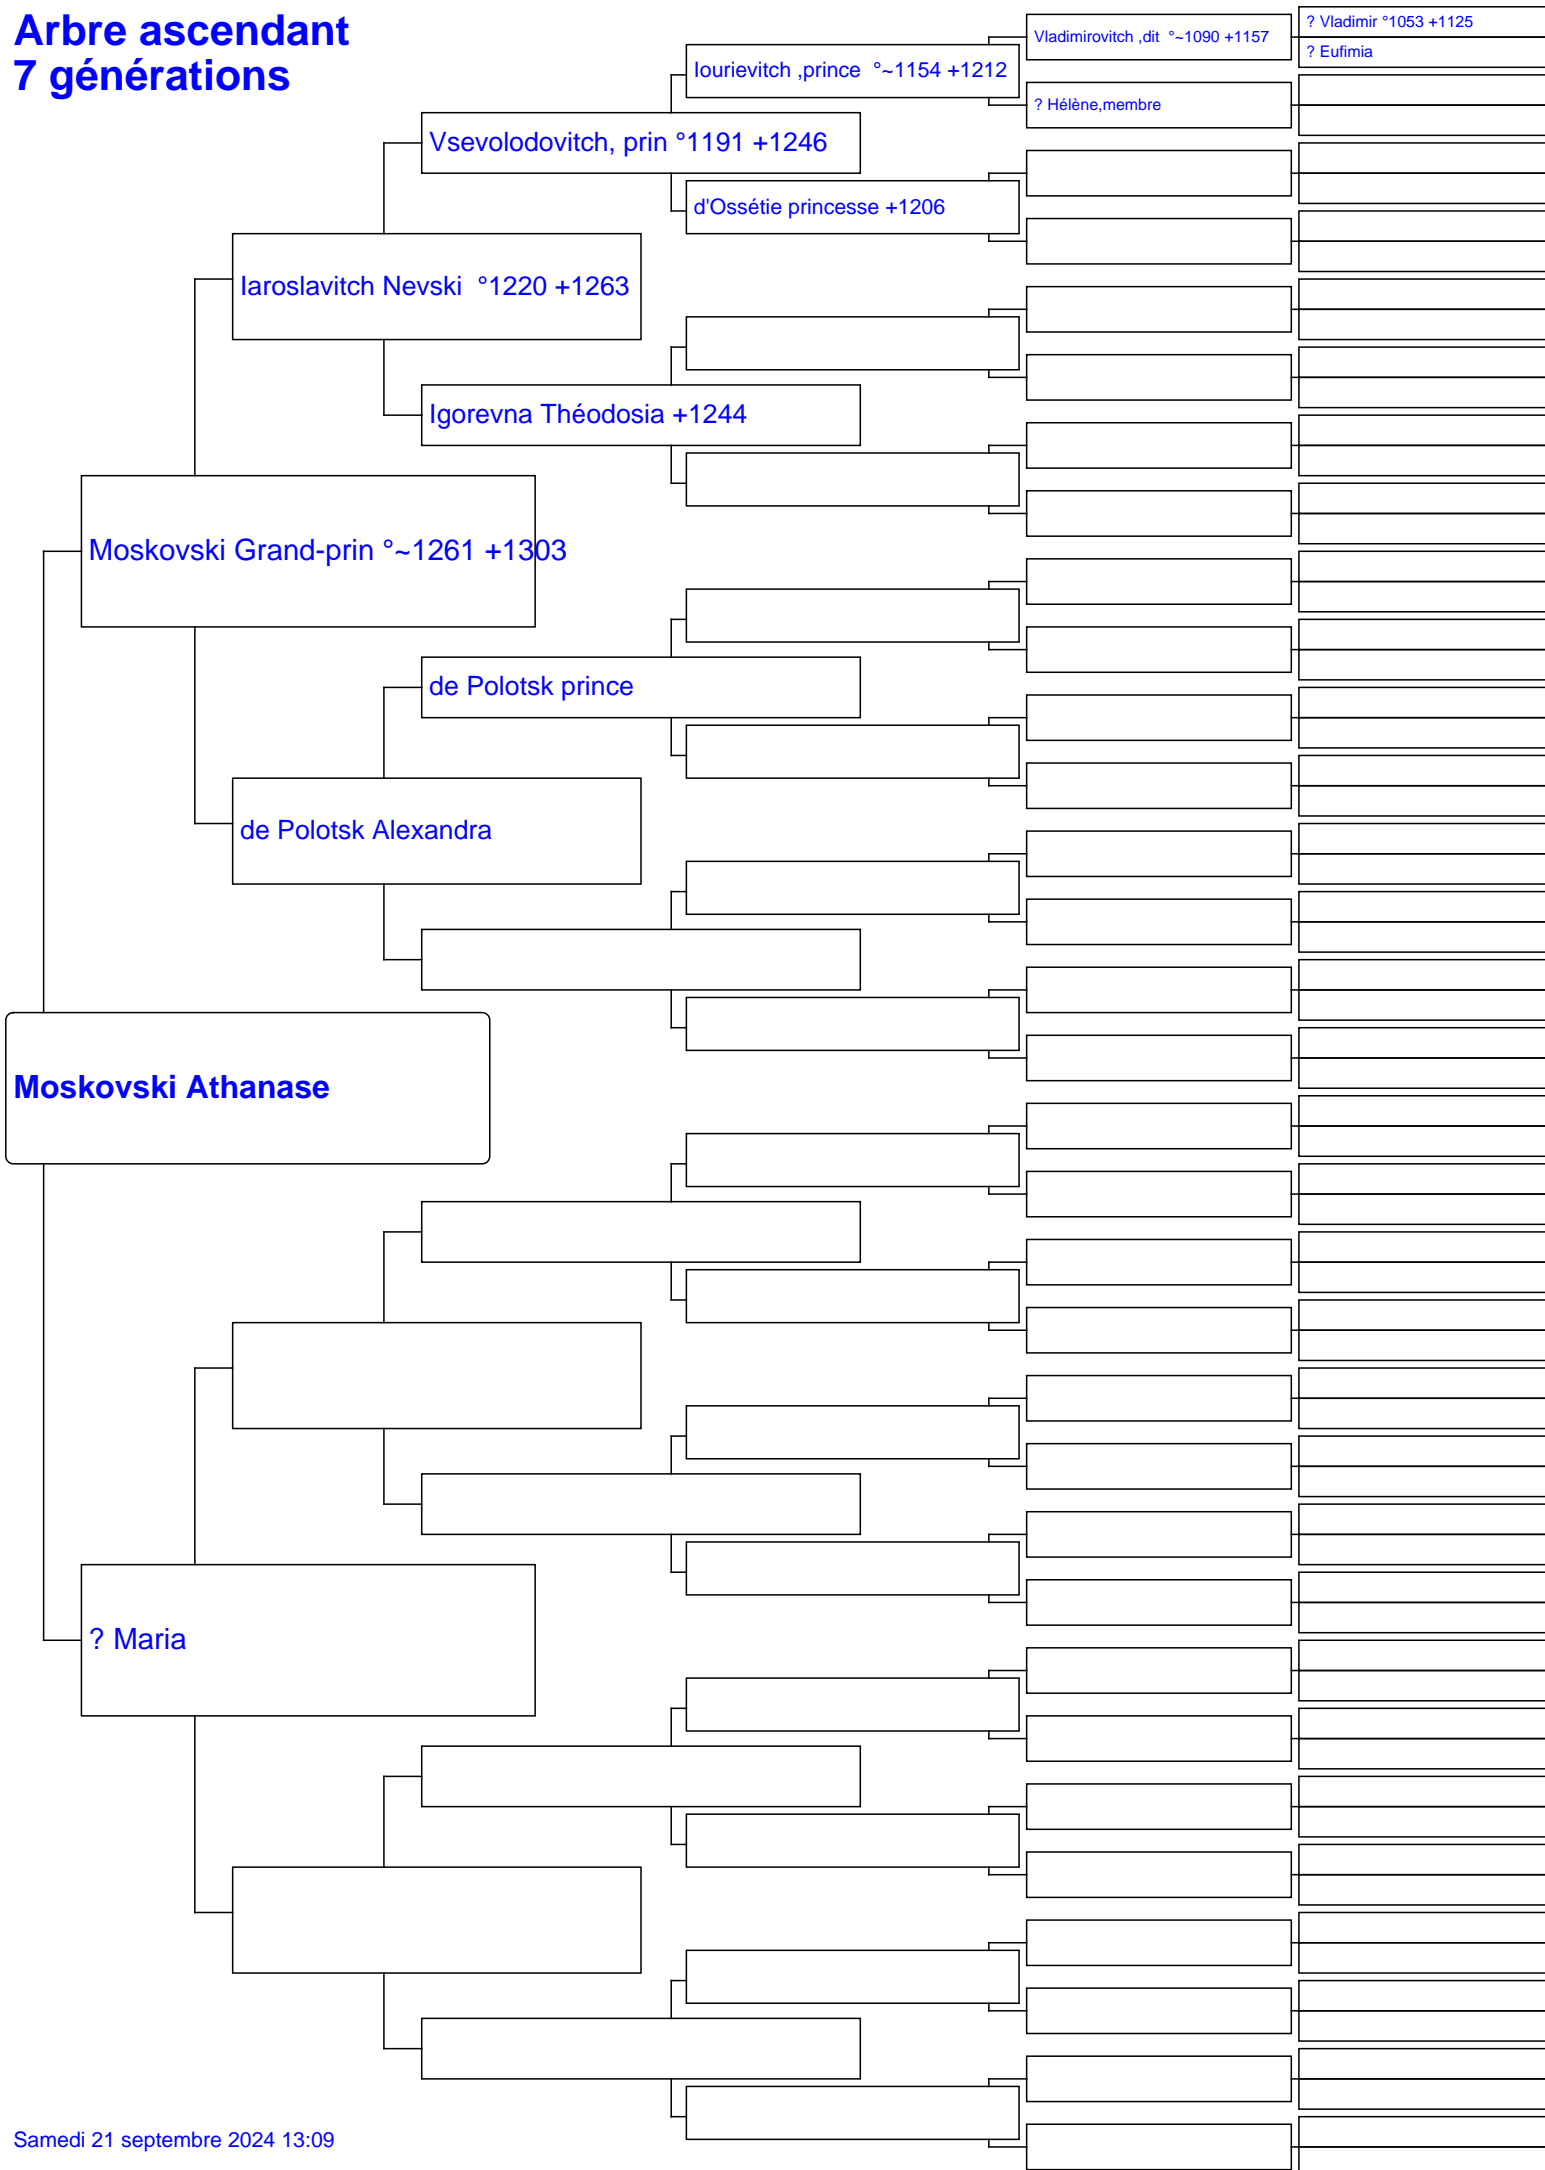 Arbre ascendant
7 générations
? Vladimir °1053 +1125
Vladimirovitch ,dit  °~1090 +1157
? Eufimia
Iourievitch ,prince  °~1154 +1212
? Hélène,membre
Vsevolodovitch, prin °1191 +1246
d'Ossétie princesse +1206
Iaroslavitch Nevski  °1220 +1263
Igorevna Théodosia +1244
Moskovski Grand-prin °~1261 +1303
de Polotsk prince
de Polotsk Alexandra
Moskovski Athanase
? Maria
Samedi 21 septembre 2024 13:09